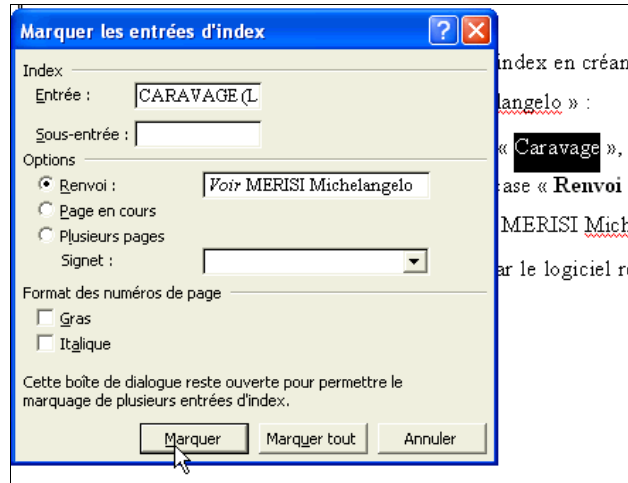 Marquer les entrées d'index
Index
Entrée : CARAVAGE (L
Sous-entrée :
Options
Renvoi : Voir MERISI Michelangelo
Page en cours
Plusieurs pages
Signet :
Format des numéros de page
Gras
Italique
Cette boîte de dialogue reste ouverte pour permettre le
marquage de plusieurs entrées d'index.
Marquer Marquer tout Annuler
index en créan
langelo » :
« Caravage »,
ase « Renvoi
MERISI Mich
ar le logiciel r